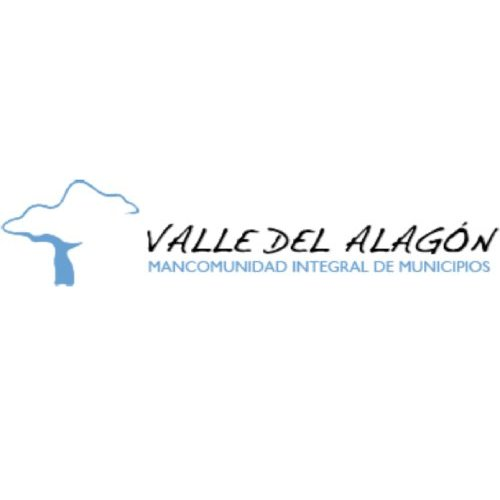 VALLE DEL ALAGÓN
MANCOMUNIDAD INTEGRAL DE MUNICIPIOS